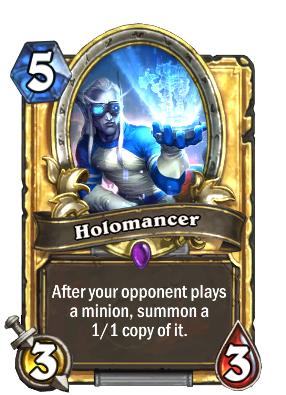 5
Holomancer
After your opponent plays
a minion, summon a
1/1 copy of it.
3
3